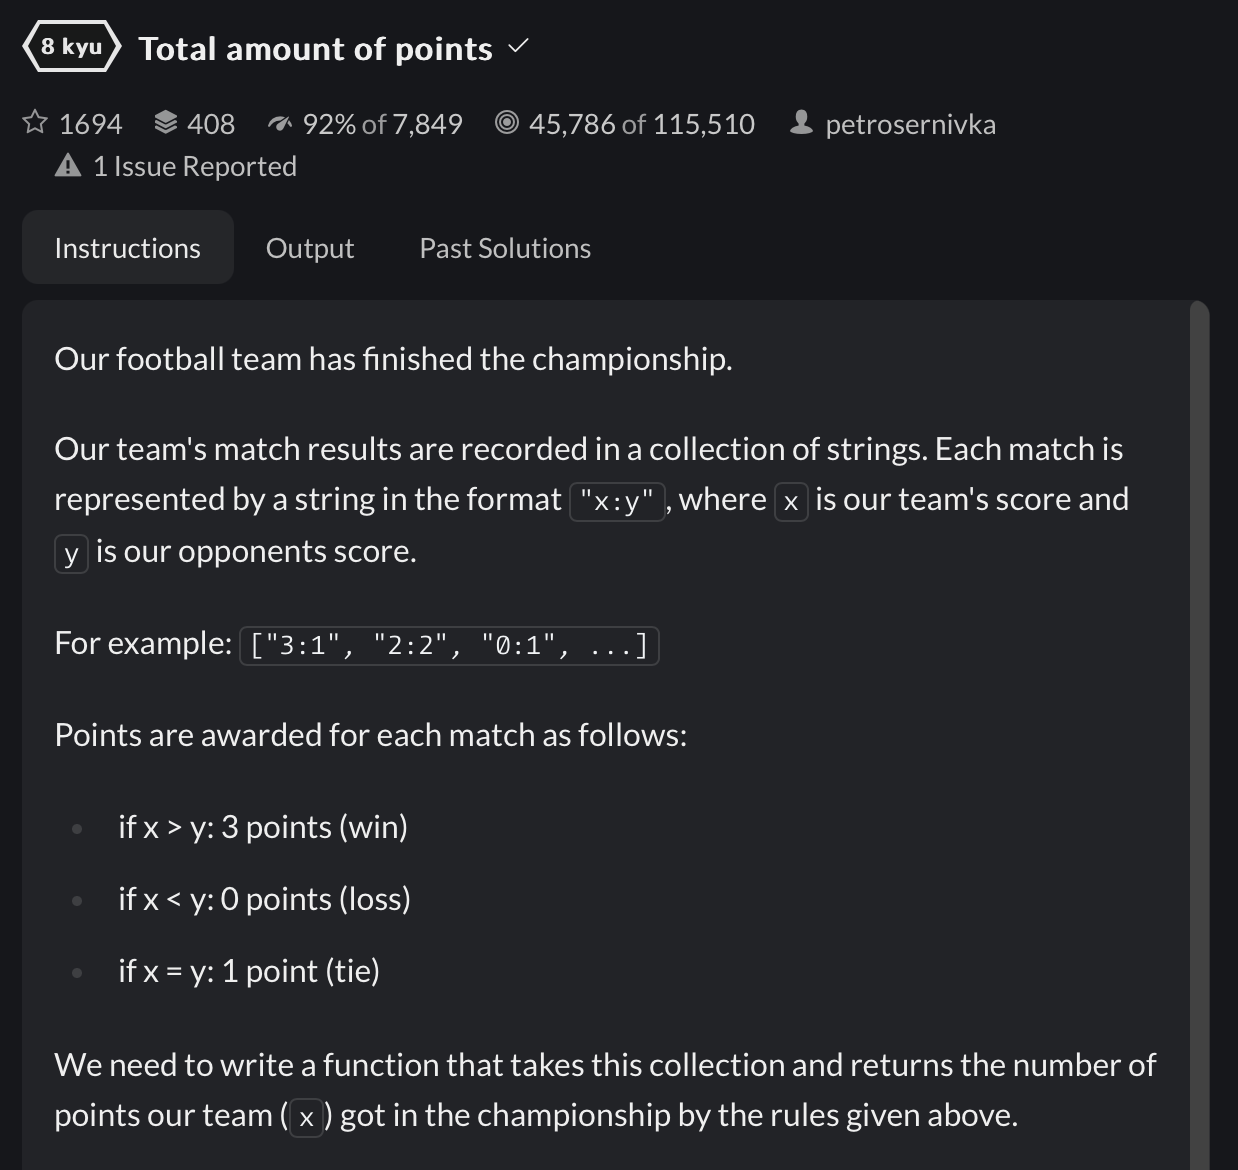 8 kyu Total amount of points
1694 408 92% of 7,849 45,786 of 115,510 petrosernivka
1 Issue Reported
Instructions Output Past Solutions
Our football team has finished the championship.
Our team's match results are recorded in a collection of strings. Each match is
represented by a string in the format "x:y", where x is our team's score and
y is our opponents score.
For example: ["3:1", "2:2", "0:1", ...]
Points are awarded for each match as follows:
if x > y: 3 points (win)
if x < y: 0 points (loss)
if x = y: 1 point (tie)
We need to write a function that takes this collection and returns the number of
points our team (x) got in the championship by the rules given above.